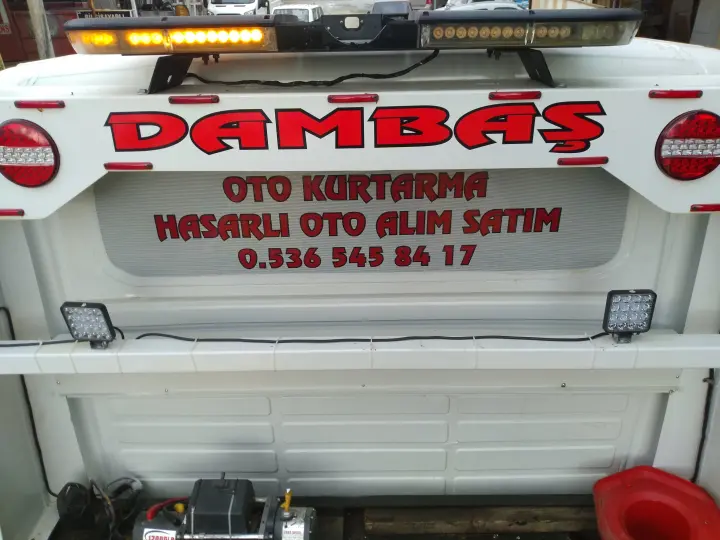 DAMBAŞ
OTO KURTARMA
HASARLI OTO ALIM SATIM
0.536 545 84 17